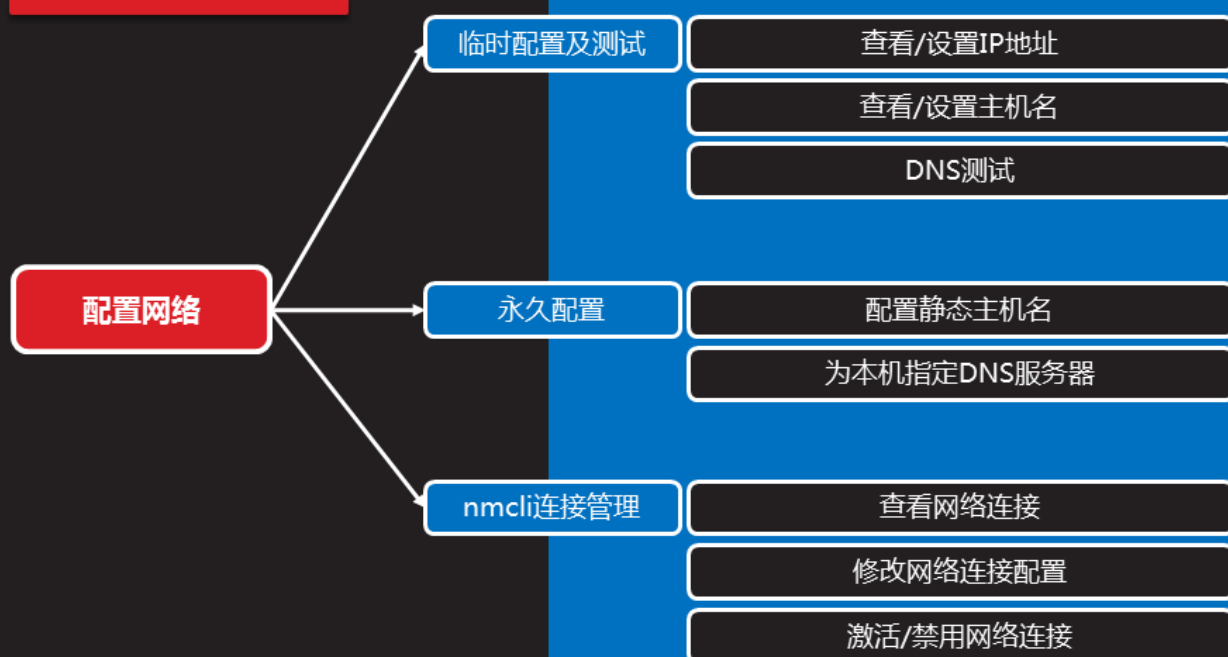 临时配置及测试
查看/设置IP地址
查看/设置主机名
DNS测试
配置网络
永久配置
配置静态主机名
为本机指定DNS服务器
nmcli连接管理
查看网络连接
修改网络连接配置
激活/禁用网络连接